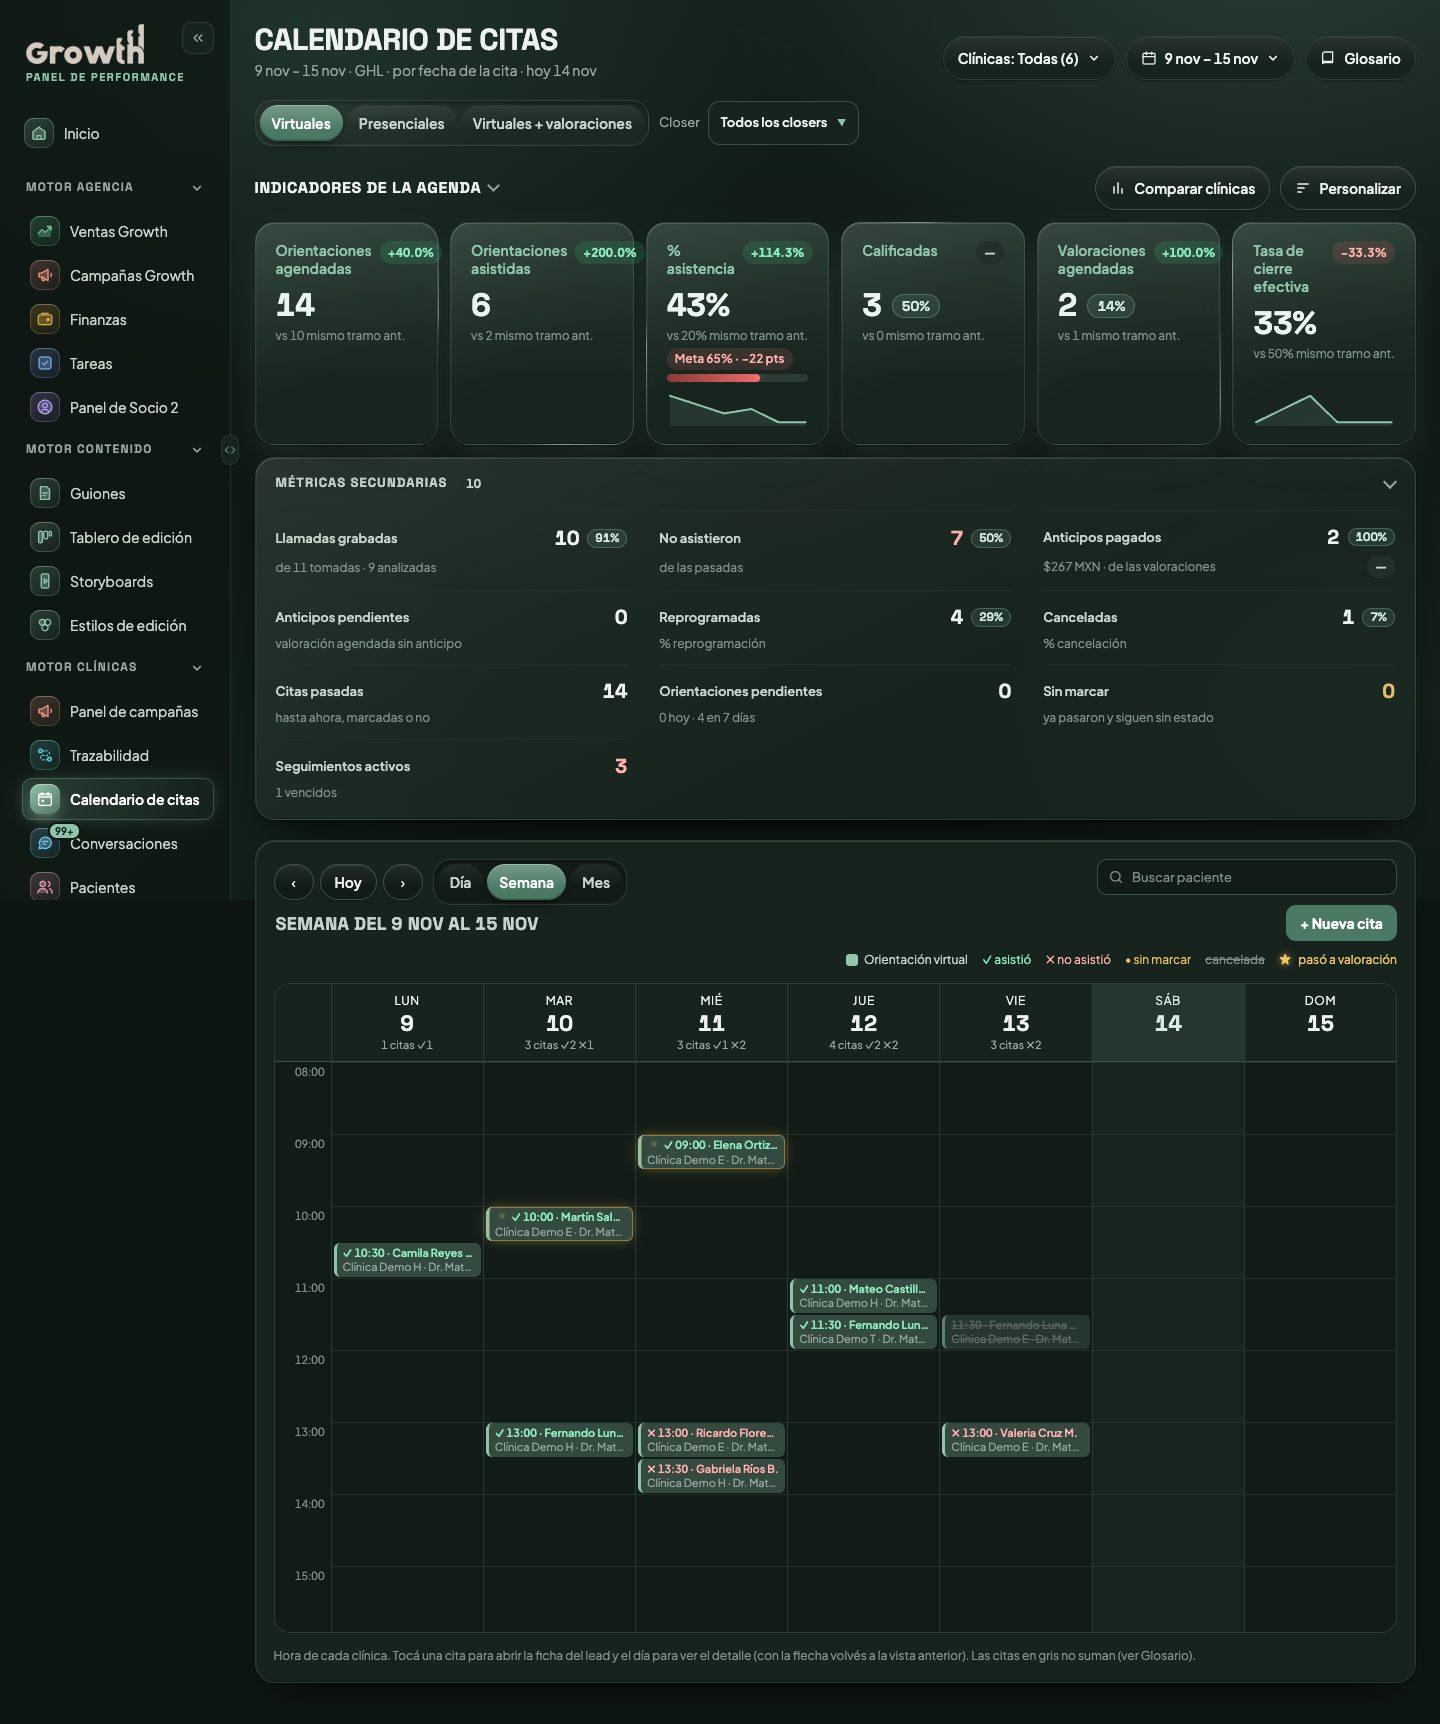 Growth
PANEL DE PERFORMANCE
«
Inicio
MOTOR AGENCIA
Ventas Growth
Campañas Growth
Finanzas
Tareas
Panel de Socio 2
MOTOR CONTENIDO
Guiones
Tablero de edición
Storyboards
Estilos de edición
MOTOR CLÍNICAS
Panel de campañas
Trazabilidad
Calendario de citas
99+
Conversaciones
Pacientes
CALENDARIO DE CITAS
9 nov – 15 nov · GHL · por fecha de la cita · hoy 14 nov
Clínicas: Todas (6)
9 nov – 15 nov
Glosario
Virtuales
Presenciales
Virtuales + valoraciones
Closer
Todos los closers ▼
INDICADORES DE LA AGENDA
Comparar clínicas
Personalizar
Orientaciones agendadas
+40.0%
14
vs 10 mismo tramo ant.
Orientaciones asistidas
+200.0%
6
vs 2 mismo tramo ant.
% asistencia
+114.3%
43%
vs 20% mismo tramo ant.
Meta 65% · −22 pts
Calificadas
—
3 50%
vs 0 mismo tramo ant.
Valoraciones agendadas
+100.0%
2 14%
vs 1 mismo tramo ant.
Tasa de cierre efectiva
−33.3%
33%
vs 50% mismo tramo ant.
MÉTRICAS SECUNDARIAS 10
Llamadas grabadas 10 91%
de 11 tomadas · 9 analizadas
No asistieron 7 50%
de las pasadas
Anticipos pagados 2 100%
$267 MXN · de las valoraciones —
Anticipos pendientes 0
valoración agendada sin anticipo
Reprogramadas 4 29%
% reprogramación
Canceladas 1 7%
% cancelación
Citas pasadas 14
hasta ahora, marcadas o no
Orientaciones pendientes 0
0 hoy · 4 en 7 días
Sin marcar 0
ya pasaron y siguen sin estado
Seguimientos activos 3
1 vencidos
‹ Hoy ›
Día Semana Mes
Buscar paciente
SEMANA DEL 9 NOV AL 15 NOV
+ Nueva cita
Orientación virtual ✓ asistió ✕ no asistió • sin marcar cancelada ★ pasó a valoración
LUN MAR MIÉ JUE VIE SÁB DOM
9 10 11 12 13 14 15
1 citas ✓1 3 citas ✓2 ✕1 3 citas ✓1 ✕2 4 citas ✓2 ✕2 3 citas ✕2
08:00
09:00
✓ 09:00 · Elena Ortiz…
Clínica Demo E · Dr. Mat…
10:00
✓ 10:00 · Martín Sal…
Clínica Demo E · Dr. Mat…
✓ 10:30 · Camila Reyes …
Clínica Demo H · Dr. Mat…
11:00
✓ 11:00 · Mateo Castill…
Clínica Demo H · Dr. Mat…
✓ 11:30 · Fernando Lun…
Clínica Demo T · Dr. Mat…
11:30 · Fernando Luna …
Clínica Demo E · Dr. Mat…
12:00
13:00
✓ 13:00 · Fernando Lun…
Clínica Demo H · Dr. Mat…
✕ 13:00 · Ricardo Flore…
Clínica Demo E · Dr. Mat…
✕ 13:00 · Valeria Cruz M.
Clínica Demo E · Dr. Mat…
✕ 13:30 · Gabriela Ríos B.
Clínica Demo H · Dr. Mat…
14:00
15:00
Hora de cada clínica. Tocá una cita para abrir la ficha del lead y el día para ver el detalle (con la flecha volvés a la vista anterior). Las citas en gris no suman (ver Glosario).